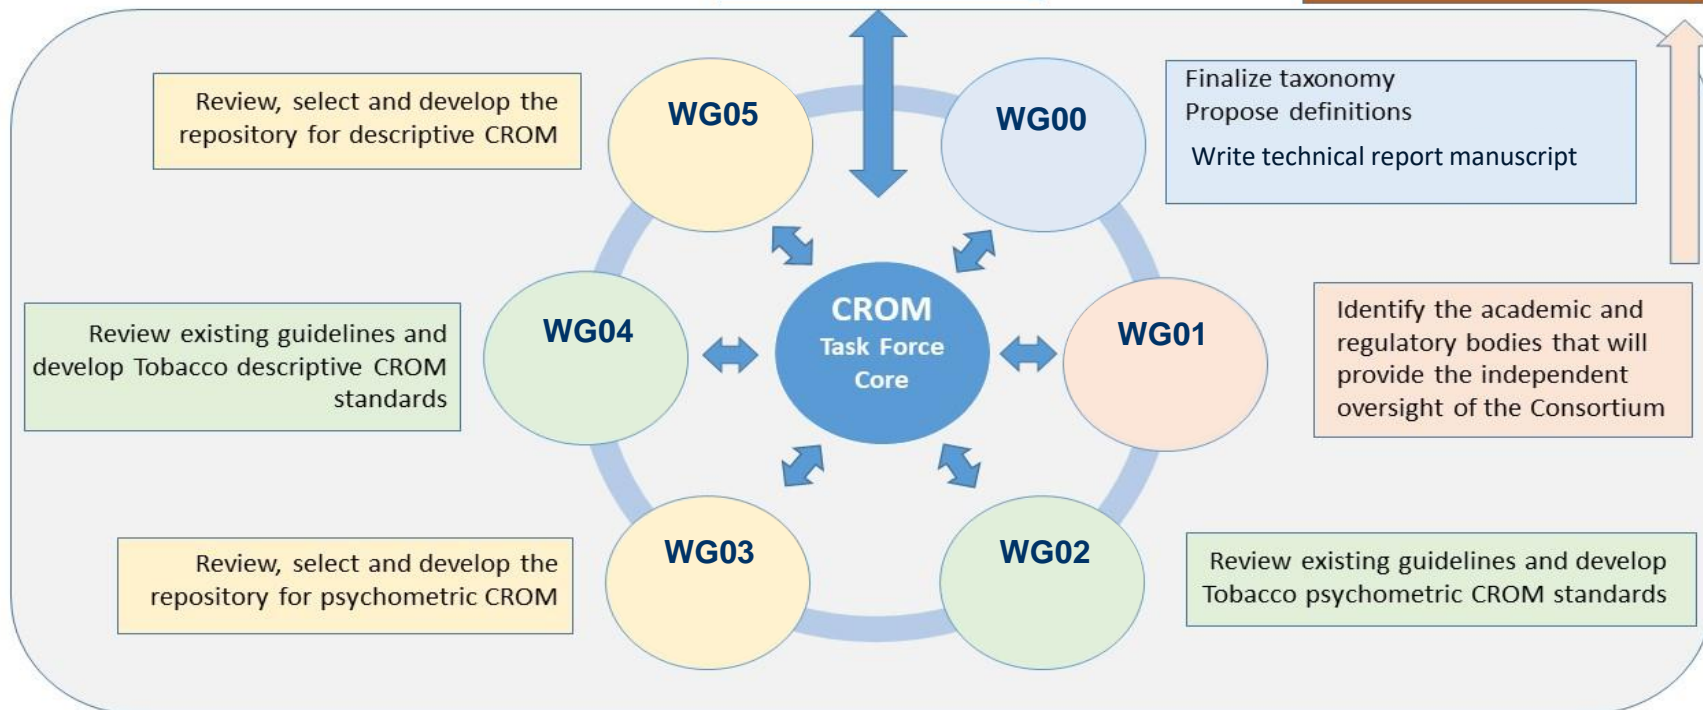 Review, select and develop the
repository for descriptive CROM
WG05
WG00
Finalize taxonomy
Propose definitions
Write technical report manuscript
Review existing guidelines and
develop Tobacco descriptive CROM
standards
WG04
CROM
Task Force
Core
WG01
Identify the academic and
regulatory bodies that will
provide the independent
oversight of the Consortium
Review, select and develop the
repository for psychometric CROM
WG03
WG02
Review existing guidelines and develop
Tobacco psychometric CROM standards